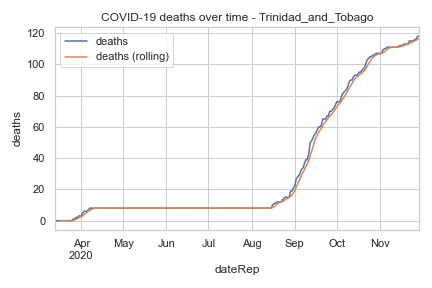 COVID-19 deaths over time - Trinidad_and_Tobago
deaths
deaths (rolling)
120
100
80
60
40
20
0
deaths
Apr May Jun Jul Aug Sep Oct Nov
2020
dateRep